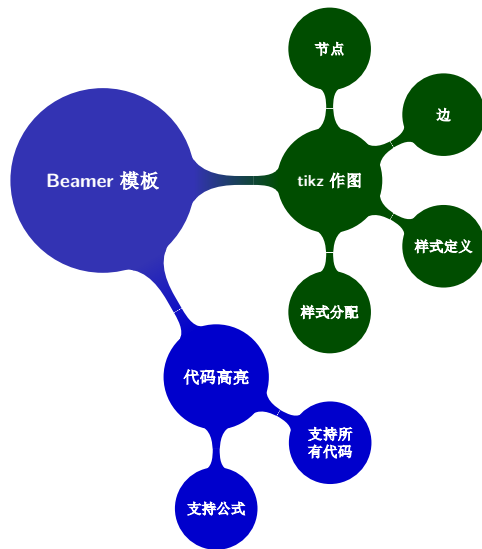 节点
边
Beamer 模板
tikz 作图
样式定义
样式分配
代码高亮
支持所
有代码
支持公式